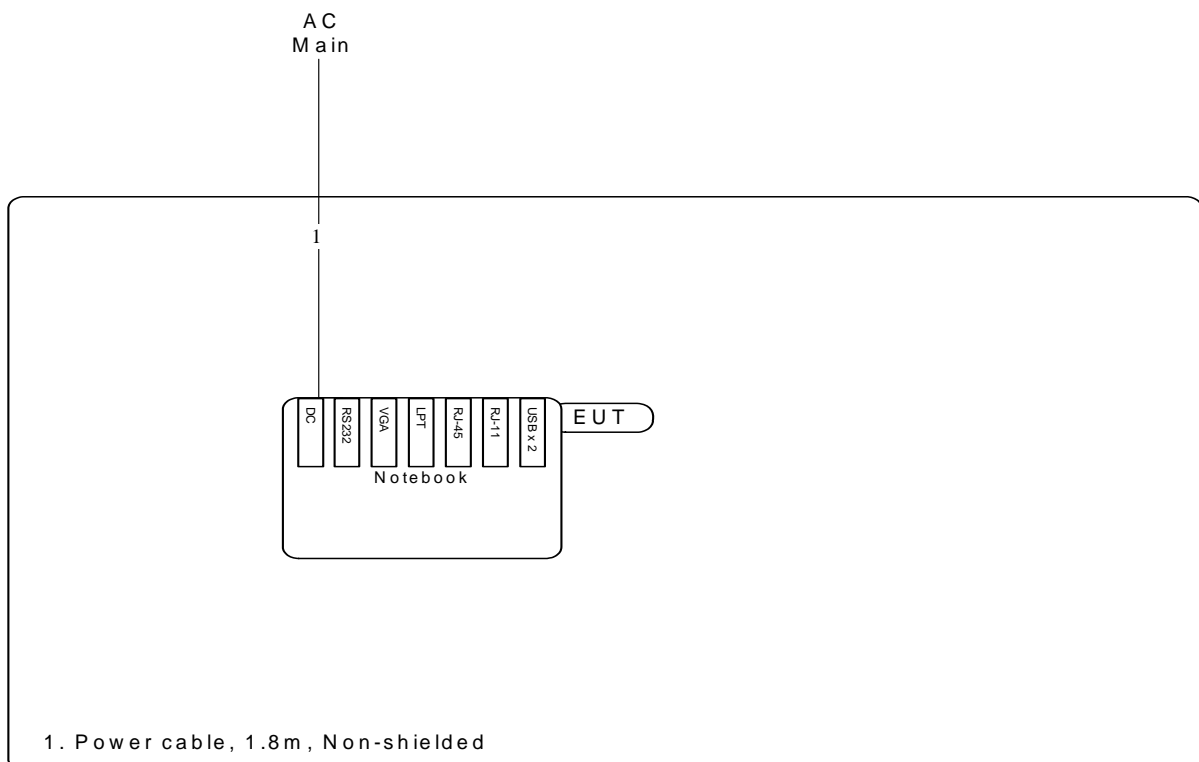 AC
Main
1
DC
RS232
VGA
LPT
RJ-45
RJ-11
USB x 2
EUT
Notebook
1. Power cable, 1.8m, Non-shielded